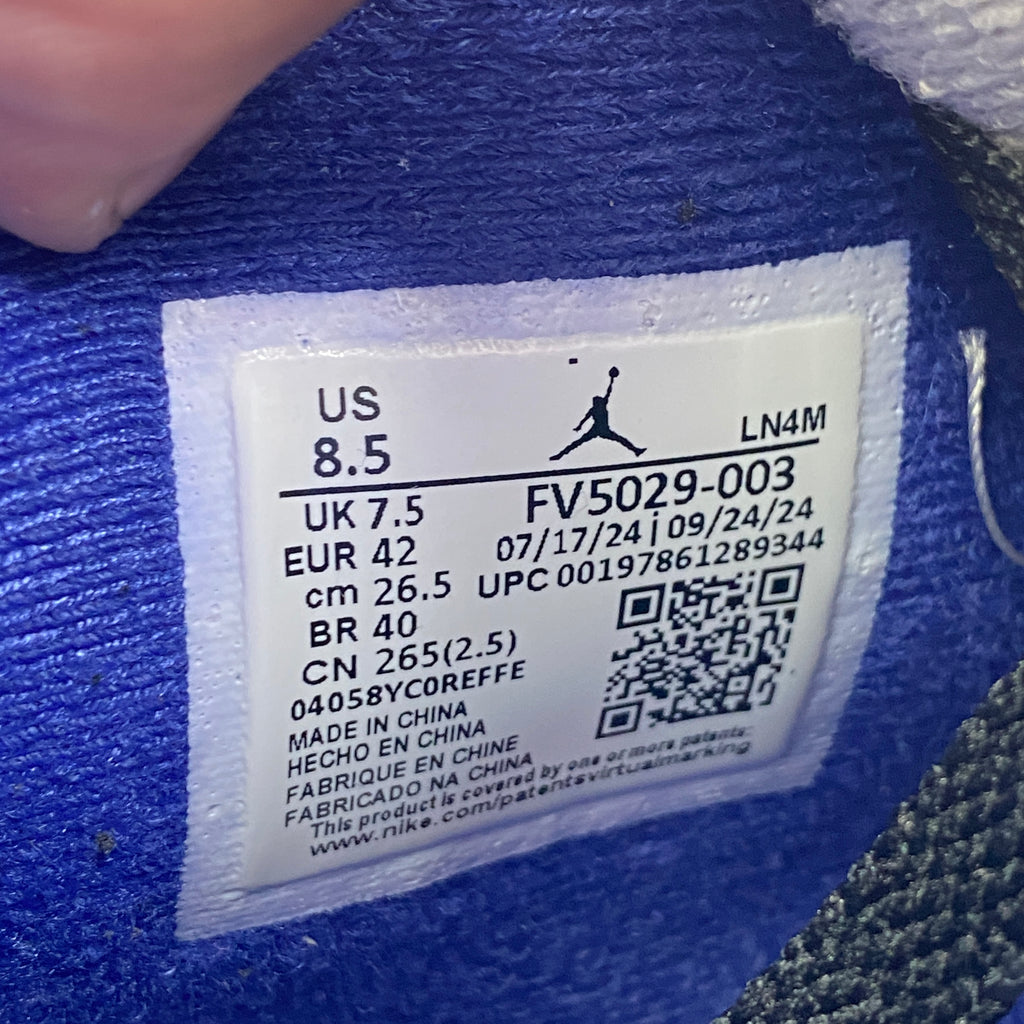 US
8.5
LN4M
UK 7.5
EUR 42
cm 26.5
BR 40
CN 265(2.5)
FV5029-003
07/17/24 | 09/24/24
UPC 00197861289344
04058YC0REFFE
MADE IN CHINA
HECHO EN CHINA
FABRIQUE EN CHINE
FABRICADO NA CHINA
This product is covered by one or more patents:
www.nike.com/patentsvirtualmarking